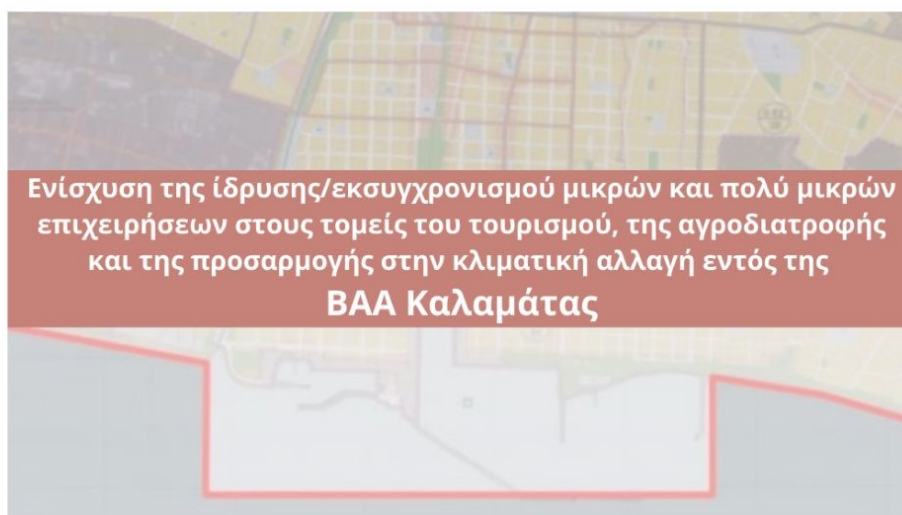 Ενίσχυση της ίδρυσης/εκσυγχρονισμού μικρών και πολύ μικρών
επιχειρήσεων στους τομείς του τουρισμού, της αγροδιατροφής
και της προσαρμογής στην κλιματική αλλαγή εντός της
ΒΑΑ Καλαμάτας